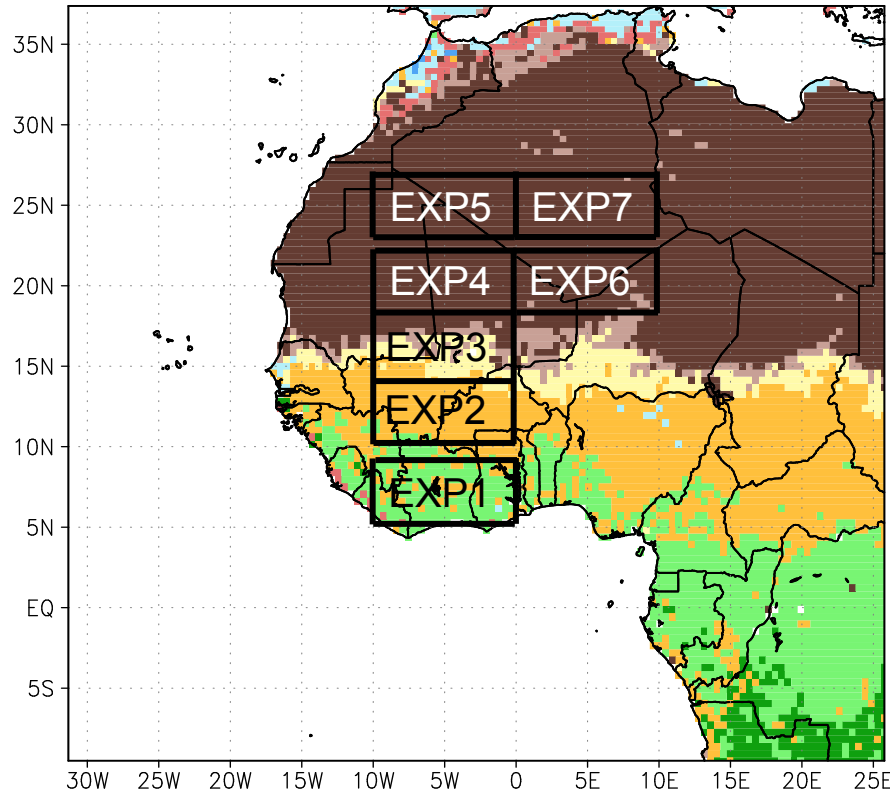 35N
30N
25N
EXP5 EXP7
20N
EXP4 EXP6
EXP3
15N
EXP2
10N
EXP1
5N
EQ
5S
30W 25W 20W 15W 10W 5W 0 5E 10E 15E 20E 25E